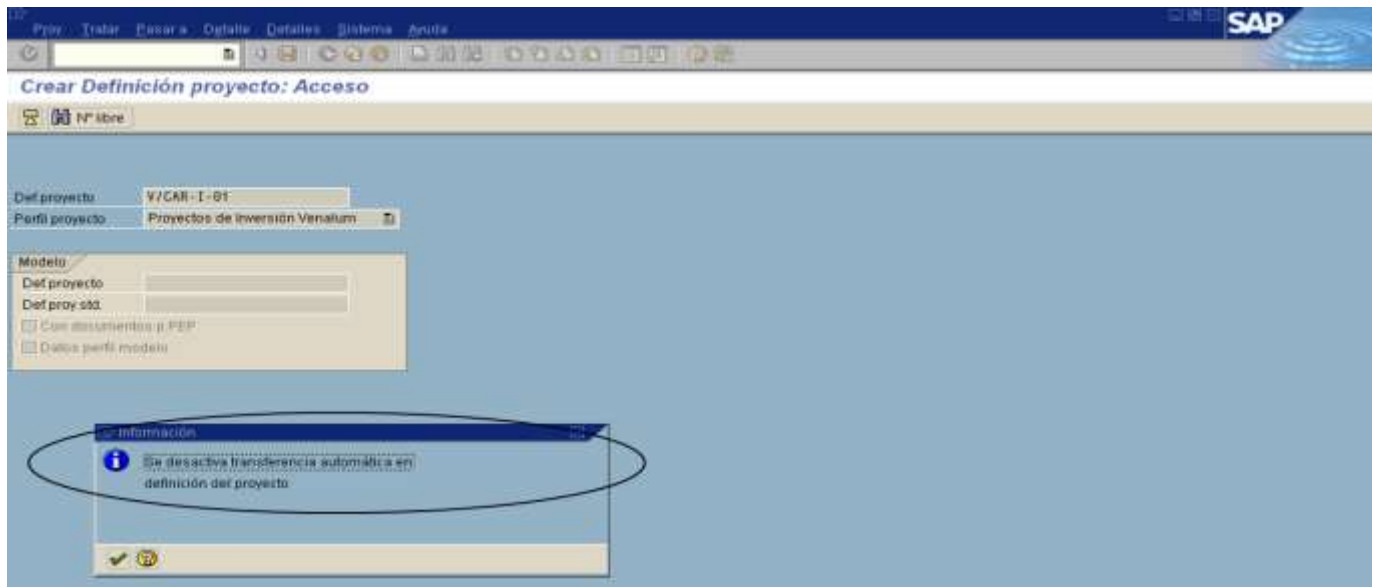 Proy Tratar Pasar a Detalle Detalles Sistema Ayuda
SAP
Crear Definición proyecto: Acceso
Nº libre
Def.proyecto V/CAR-I-01
Perfil proyecto Proyectos de Inversión Venalum
Modelo
Def.proyecto
Def.proy.std.
Con documentos p.PEP
Datos perfil modelo
Información
Se desactiva transferencia automática en
definición del proyecto